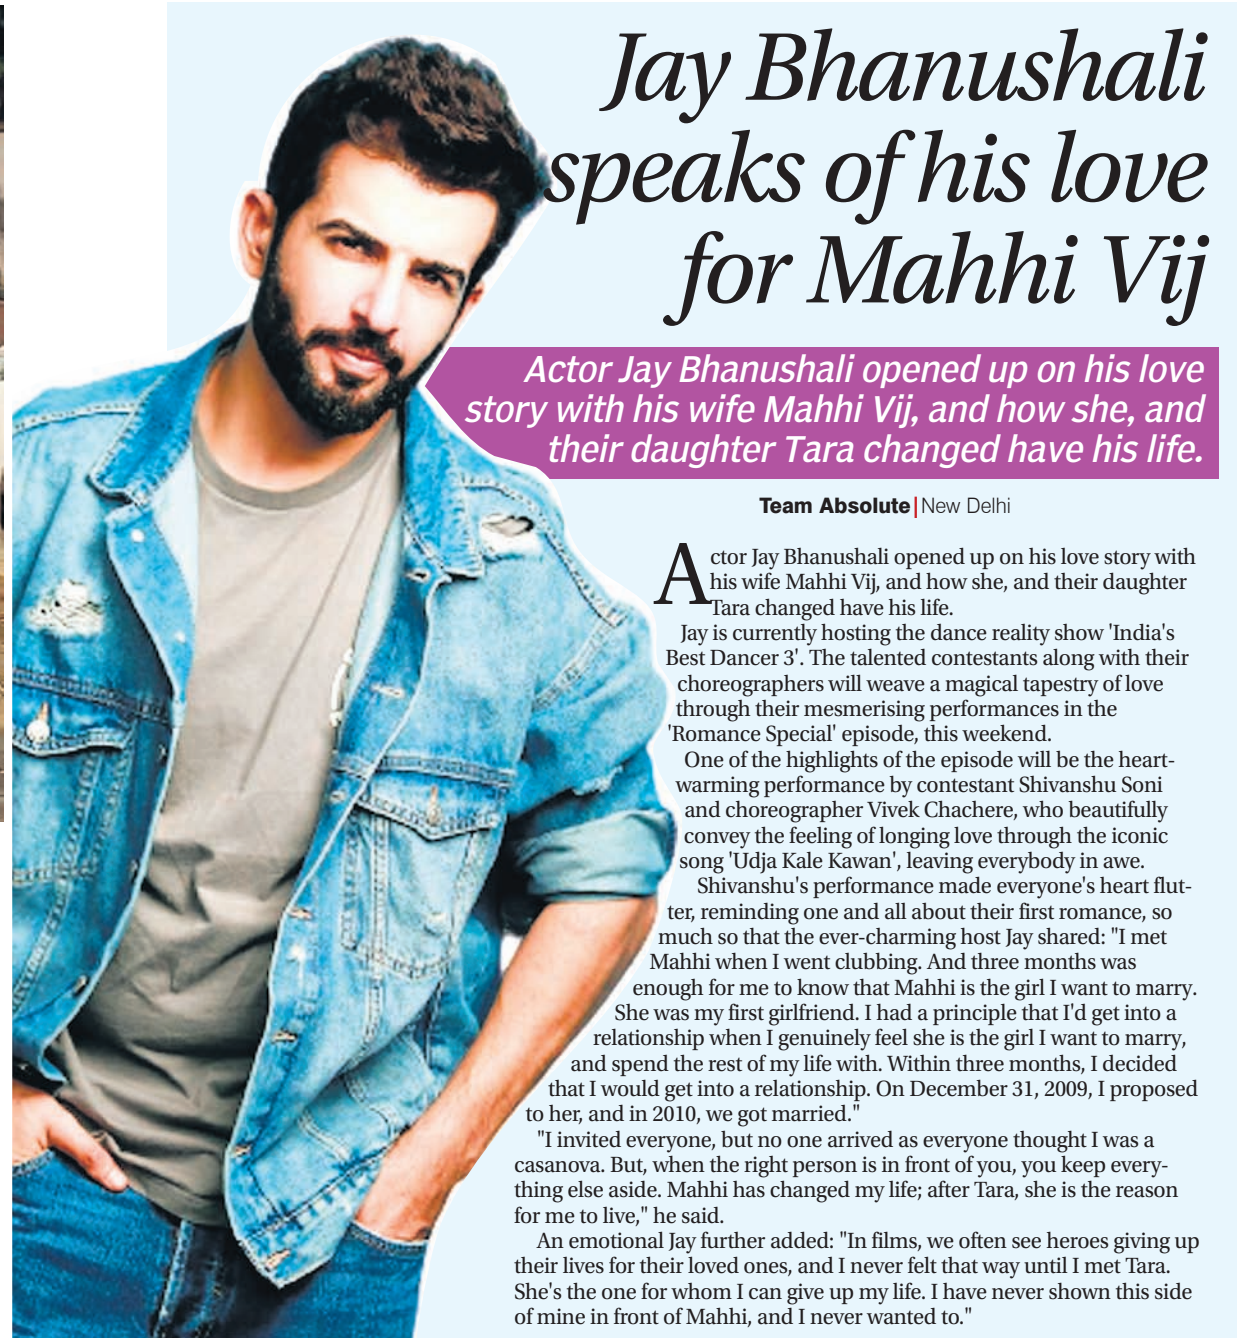 Jay Bhanushali
speaks of his love
for Mahhi Vij
Actor Jay Bhanushali opened up on his love
story with his wife Mahhi Vij, and how she, and
their daughter Tara changed have his life.
Team Absolute|New Delhi
Actor Jay Bhanushali opened up on his love story with
his wife Mahhi Vij, and how she, and their daughter
Tara changed have his life.
Jay is currently hosting the dance reality show 'India's
Best Dancer 3'. The talented contestants along with their
choreographers will weave a magical tapestry of love
through their mesmerising performances in the
'Romance Special' episode, this weekend.
One of the highlights of the episode will be the heart-
warming performance by contestant Shivanshu Soni
and choreographer Vivek Chachere, who beautifully
convey the feeling of longing love through the iconic
song 'Udja Kale Kawan', leaving everybody in awe.
Shivanshu's performance made everyone's heart flut-
ter, reminding one and all about their first romance, so
much so that the ever-charming host Jay shared: "I met
Mahhi when I went clubbing. And three months was
enough for me to know that Mahhi is the girl I want to marry.
She was my first girlfriend. I had a principle that I'd get into a
relationship when I genuinely feel she is the girl I want to marry,
and spend the rest of my life with. Within three months, I decided
that I would get into a relationship. On December 31, 2009, I proposed
to her, and in 2010, we got married."
"I invited everyone, but no one arrived as everyone thought I was a
casanova. But, when the right person is in front of you, you keep every-
thing else aside. Mahhi has changed my life; after Tara, she is the reason
for me to live," he said.
An emotional Jay further added: "In films, we often see heroes giving up
their lives for their loved ones, and I never felt that way until I met Tara.
She's the one for whom I can give up my life. I have never shown this side
of mine in front of Mahhi, and I never wanted to."